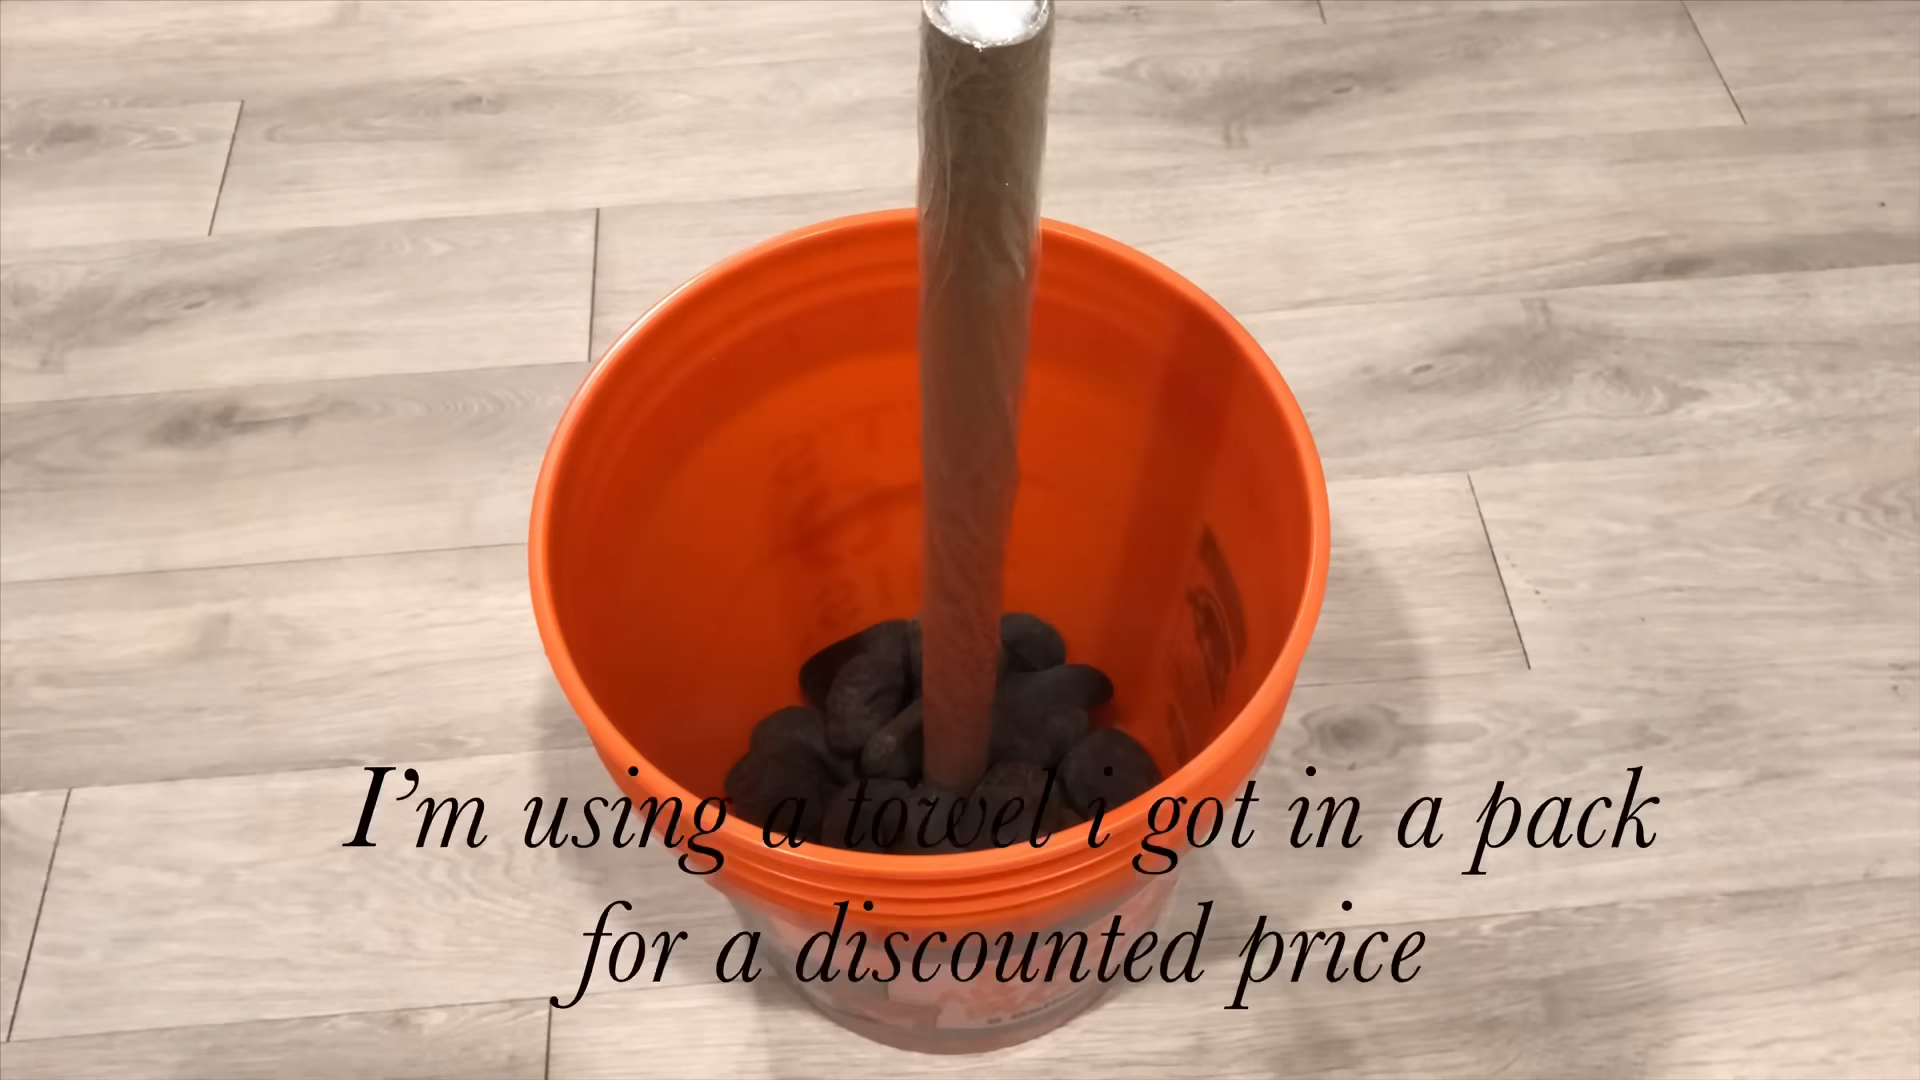 I’m using a towel i got in a pack
for a discounted price